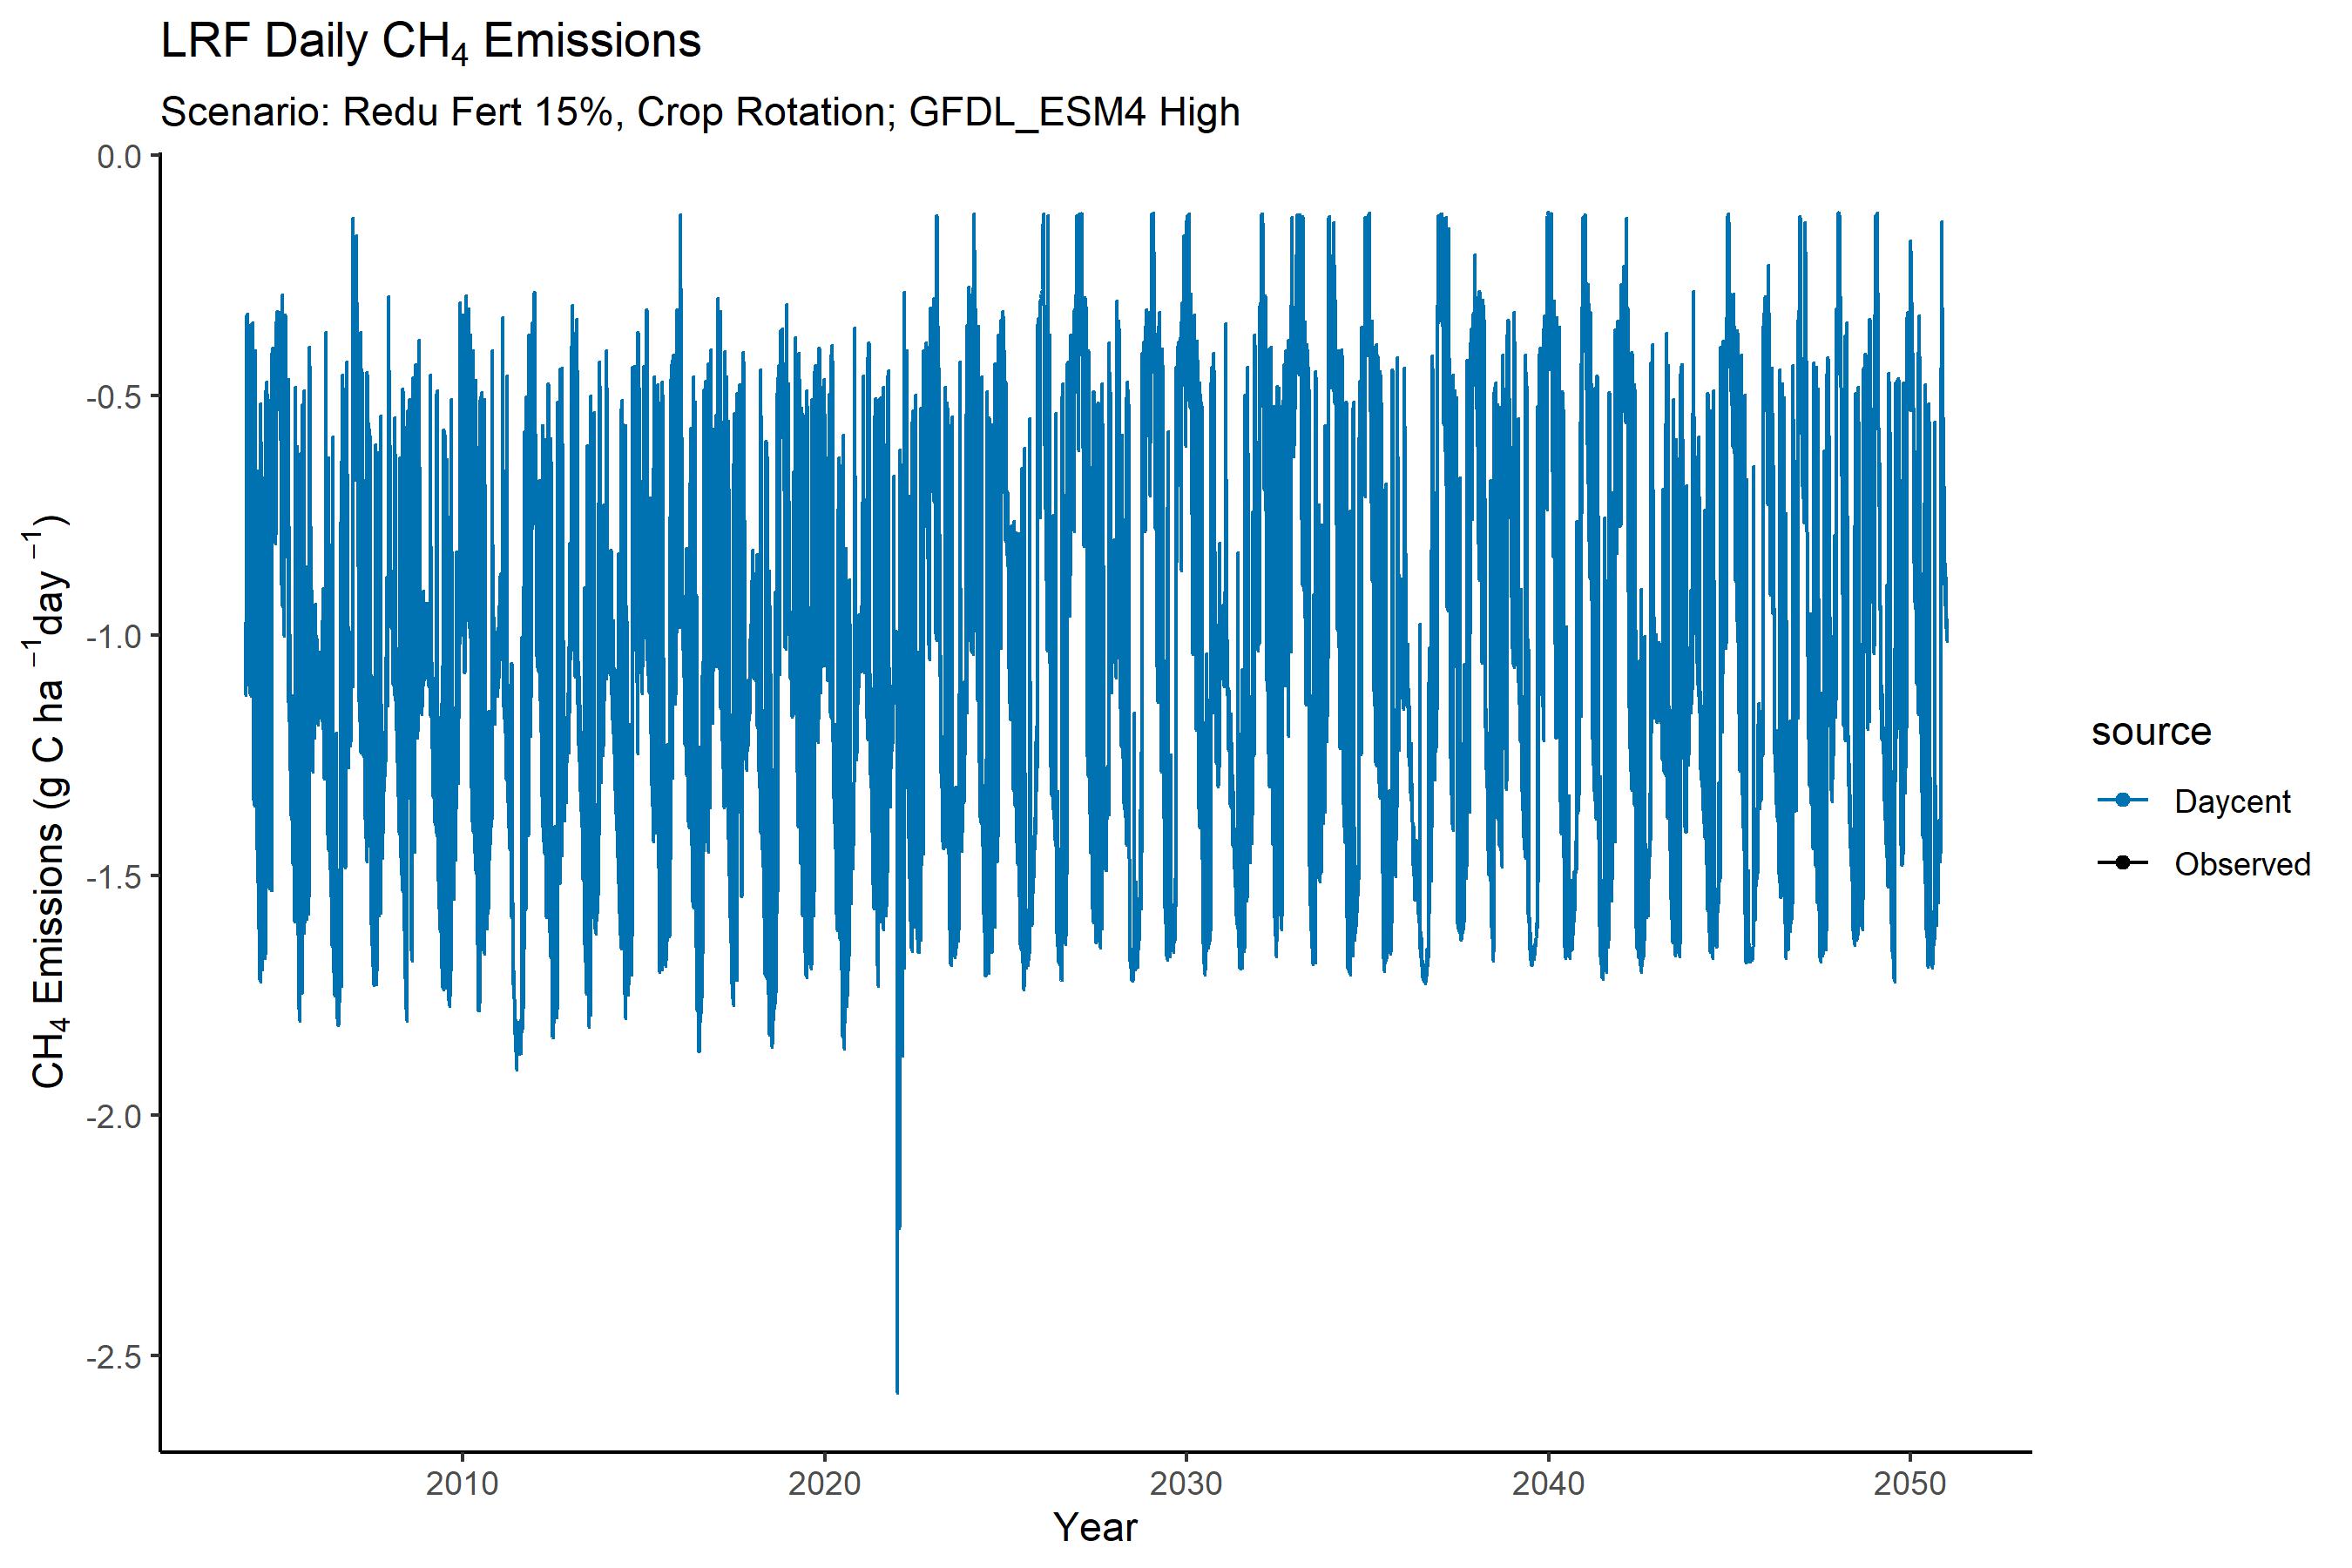 LRF Daily CH₄ Emissions
Scenario: Redu Fert 15%, Crop Rotation; GFDL_ESM4 High
CH₄ Emissions (g C ha ⁻¹day ⁻¹)
0.0
-0.5
-1.0
-1.5
-2.0
-2.5
2010 2020 2030 2040 2050
Year
source
Daycent
Observed